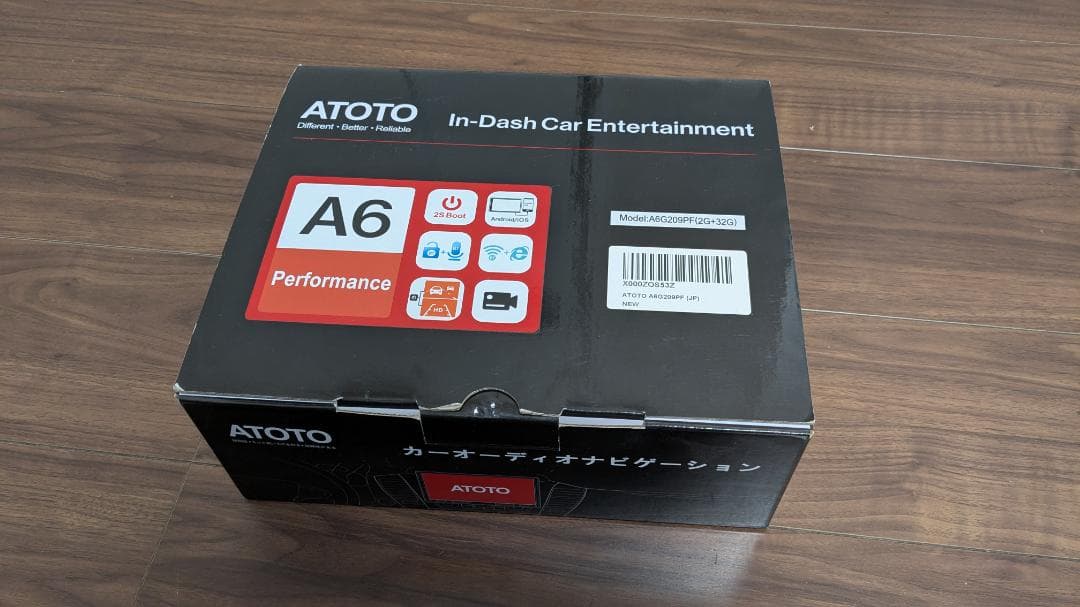 ATOTO
Different・Better・Reliable
In-Dash Car Entertainment
A6
Performance
2S Boot
Android/iOS
BT
HD
Model:A6G209PF(2G+32G)
X000ZOS53Z
ATOTO A6G209PF (JP)
NEW
ATOTO
カーオーディオナビゲーション
ATOTO